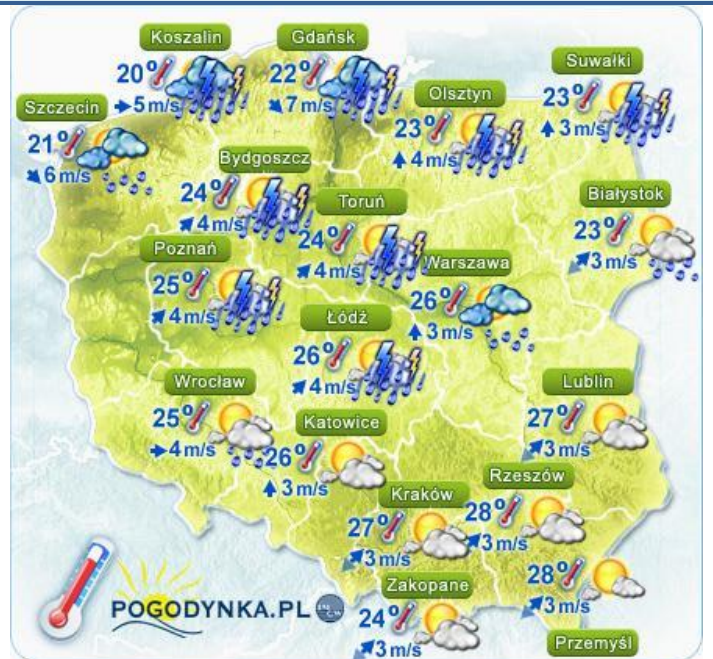 Koszalin
20°
5 m/s
Gdańsk
22°
7 m/s
Suwałki
23°
3 m/s
Szczecin
21°
6 m/s
Olsztyn
23°
4 m/s
Bydgoszcz
24°
4 m/s
Toruń
24°
4 m/s
Białystok
23°
3 m/s
Poznań
25°
4 m/s
Warszawa
26°
3 m/s
Łódź
26°
4 m/s
Wrocław
25°
4 m/s
Katowice
26°
3 m/s
Lublin
27°
3 m/s
Kraków
27°
3 m/s
Rzeszów
28°
3 m/s
Zakopane
24°
3 m/s
28°
3 m/s
Przemyśl
POGODYNKA.PL